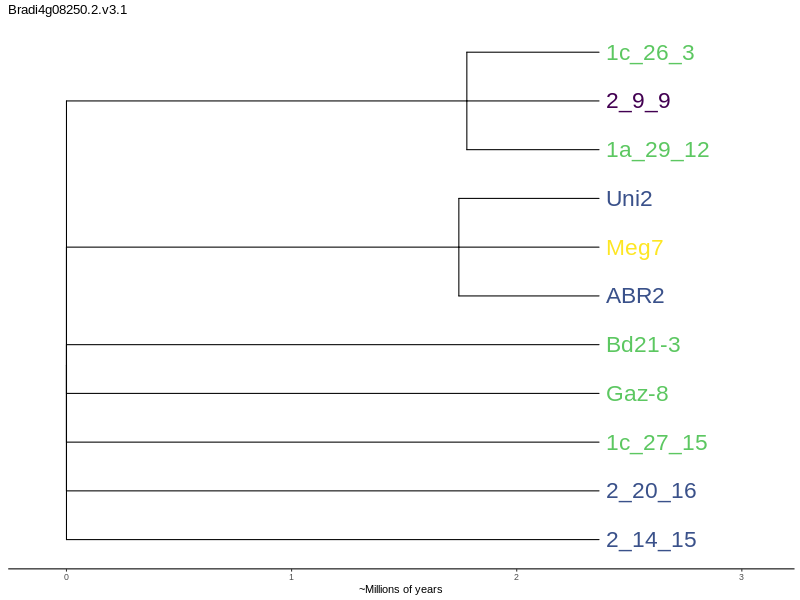 Bradi4g08250.2.v3.1
1c_26_3
2_9_9
1a_29_12
Uni2
Meg7
ABR2
Bd21-3
Gaz-8
1c_27_15
2_20_16
2_14_15
0 1 2 3
~Millions of years